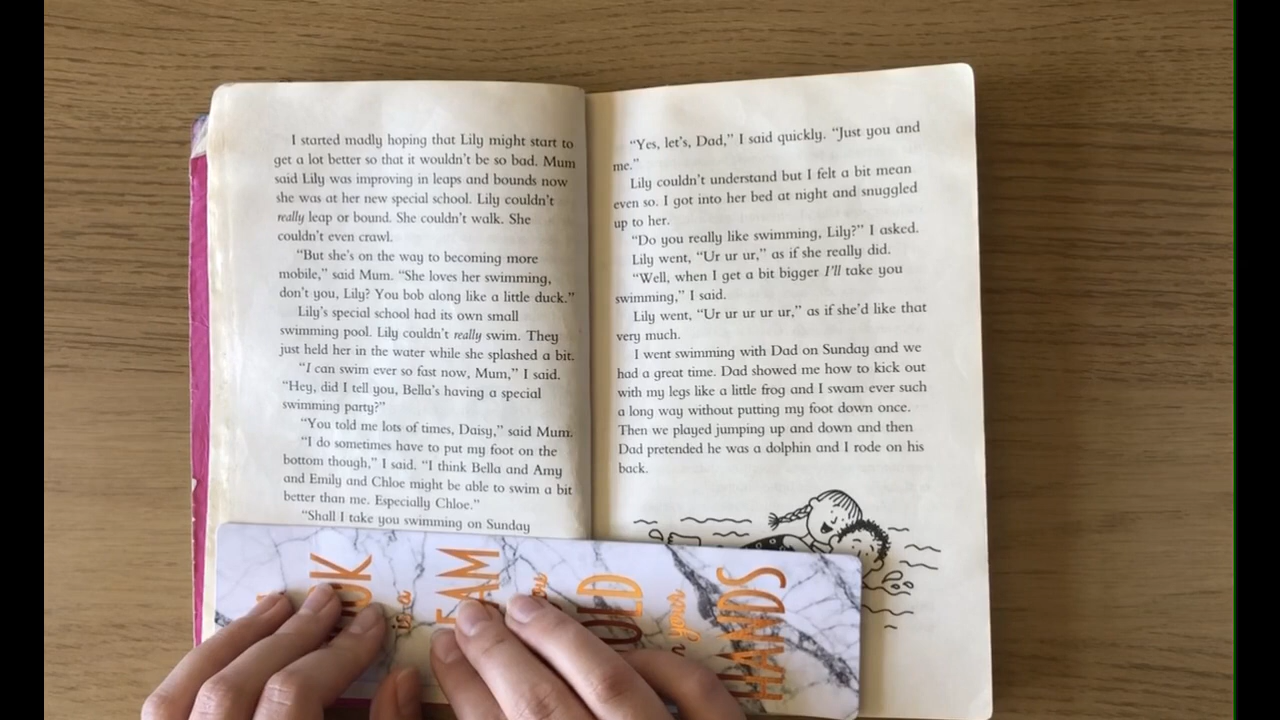 I started madly hoping that Lily might start to
get a lot better so that it wouldn't be so bad. Mum
said Lily was improving in leaps and bounds now
she was at her new special school. Lily couldn't
really leap or bound. She couldn't walk. She
couldn't even crawl.
"But she's on the way to becoming more
mobile," said Mum. "She loves her swimming,
don't you, Lily? You bob along like a little duck."
Lily's special school had its own small
swimming pool. Lily couldn't really swim. They
just held her in the water while she splashed a bit.
"I can swim ever so fast now, Mum," I said.
"Hey, did I tell you, Bella's having a special
swimming party?"
"You told me lots of times, Daisy," said Mum.
"I do sometimes have to put my foot on the
bottom though," I said. "I think Bella and Amy
and Emily and Chloe might be able to swim a bit
better than me. Especially Chloe."
"Shall I take you swimming on Sunday
"Yes, let's, Dad," I said quickly. "Just you and
me."
Lily couldn't understand but I felt a bit mean
even so. I got into her bed at night and snuggled
up to her.
"Do you really like swimming, Lily?" I asked.
Lily went, "Ur ur ur," as if she really did.
"Well, when I get a bit bigger I'll take you
swimming," I said.
Lily went, "Ur ur ur ur ur," as if she'd like that
very much.
I went swimming with Dad on Sunday and we
had a great time. Dad showed me how to kick out
with my legs like a little frog and I swam ever such
a long way without putting my foot down once.
Then we played jumping up and down and then
Dad pretended he was a dolphin and I rode on his
back.
is a
your
HANDS